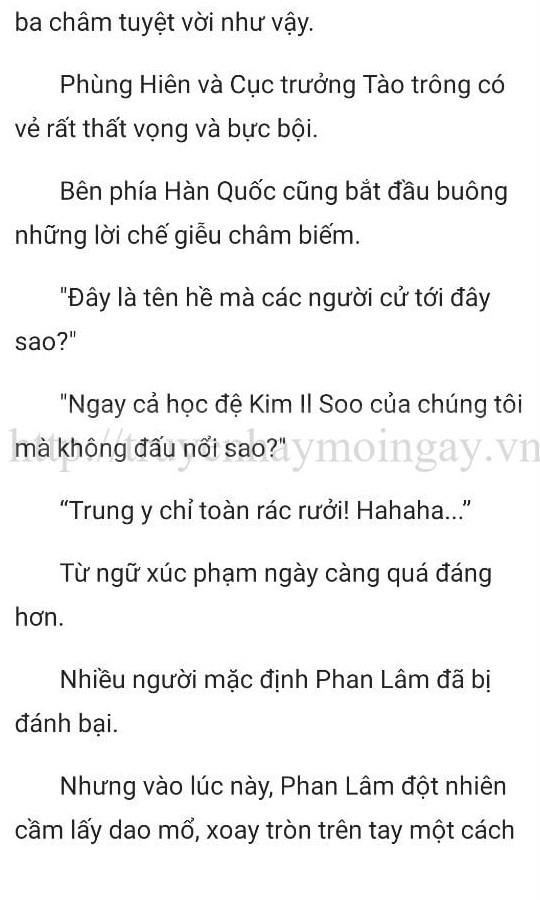 ba châm tuyệt vời như vậy.
Phùng Hiên và Cục trưởng Tào trông có
vẻ rất thất vọng và bực bội.
Bên phía Hàn Quốc cũng bắt đầu buông
những lời chế giễu châm biếm.
"Đây là tên hề mà các người cử tới đây
sao?"
"Ngay cả học đệ Kim Il Soo của chúng tôi
mà không đấu nổi sao?"
http://truyenhaymoingay.vn
“Trung y chỉ toàn rác rưởi! Hahaha...”
Từ ngữ xúc phạm ngày càng quá đáng
hơn.
Nhiều người mặc định Phan Lâm đã bị
đánh bại.
Nhưng vào lúc này, Phan Lâm đột nhiên
cầm lấy dao mổ, xoay tròn trên tay một cách